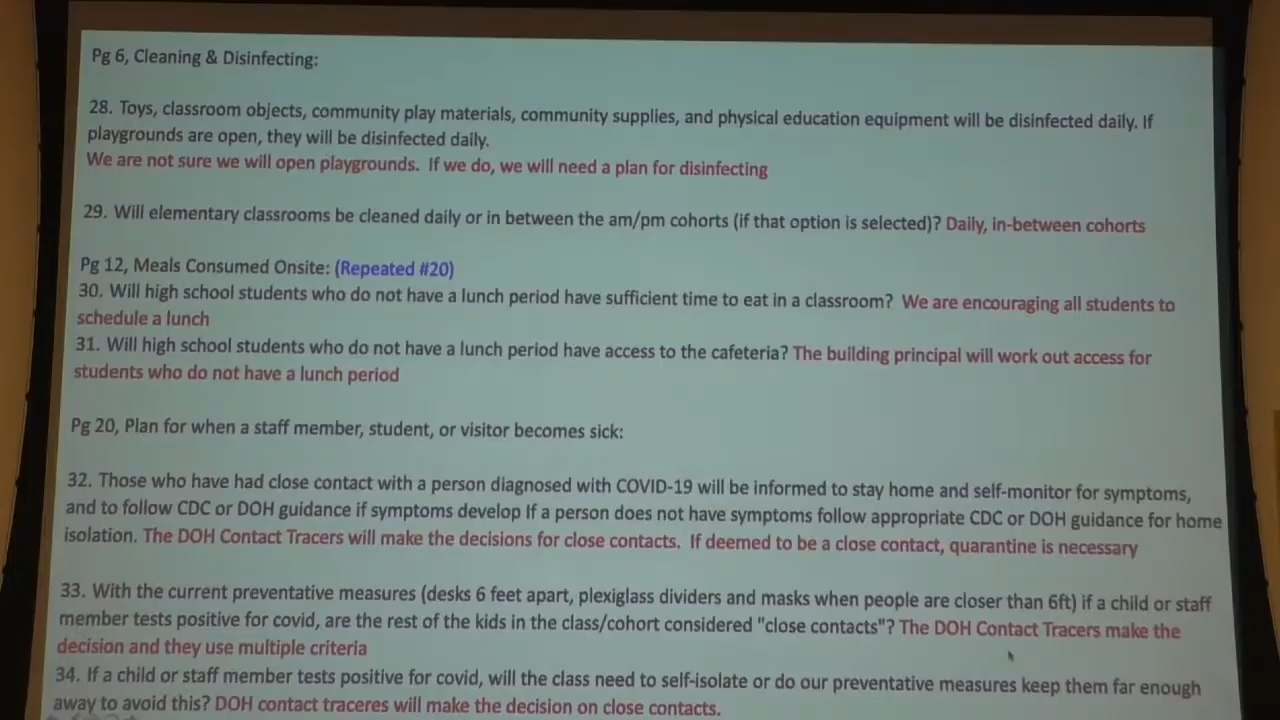 Pg 6, Cleaning & Disinfecting:
28. Toys, classroom objects, community play materials, community supplies, and physical education equipment will be disinfected daily. If
playgrounds are open, they will be disinfected daily.
We are not sure we will open playgrounds. If we do, we will need a plan for disinfecting
29. Will elementary classrooms be cleaned daily or in between the am/pm cohorts (if that option is selected)? Daily, in-between cohorts
Pg 12, Meals Consumed Onsite: (Repeated #20)
30. Will high school students who do not have a lunch period have sufficient time to eat in a classroom? We are encouraging all students to
schedule a lunch
31. Will high school students who do not have a lunch period have access to the cafeteria? The building principal will work out access for
students who do not have a lunch period
Pg 20, Plan for when a staff member, student, or visitor becomes sick:
32. Those who have had close contact with a person diagnosed with COVID-19 will be informed to stay home and self-monitor for symptoms,
and to follow CDC or DOH guidance if symptoms develop If a person does not have symptoms follow appropriate CDC or DOH guidance for home
isolation. The DOH Contact Tracers will make the decisions for close contacts. If deemed to be a close contact, quarantine is necessary
33. With the current preventative measures (desks 6 feet apart, plexiglass dividers and masks when people are closer than 6ft) if a child or staff
member tests positive for covid, are the rest of the kids in the class/cohort considered "close contacts"? The DOH Contact Tracers make the
decision and they use multiple criteria
34. If a child or staff member tests positive for covid, will the class need to self-isolate or do our preventative measures keep them far enough
away to avoid this? DOH contact traceres will make the decision on close contacts.